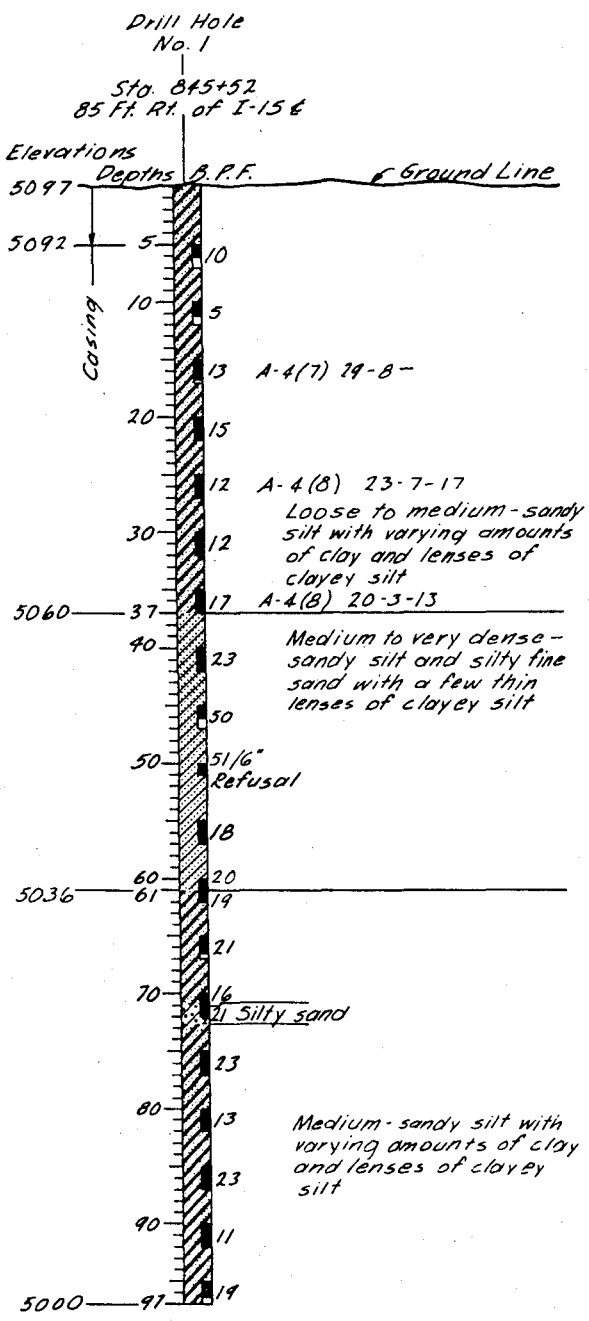 Drill Hole
No. 1
Sta. 845+52
85 Ft. Rt. of I-15 ℄
Elevations
Depths B.P.F.
Ground Line
5097
5092 5
10
Casing
10
5
13 A-4(7) 29-8-
20
15
12 A-4(8) 23-7-17
Loose to medium-sandy
silt with varying amounts
of clay and lenses of
clayey silt
30
12
17 A-4(8) 20-3-13
5060 37
40
Medium to very dense-
sandy silt and silty fine
sand with a few thin
lenses of clayey silt
23
50
50
51/6"
Refusal
18
60 20
5036 61 19
21
70 16
21 Silty sand
23
80
13
Medium-sandy silt with
varying amounts of clay
and lenses of clayey
silt
23
90
11
19
5000 97